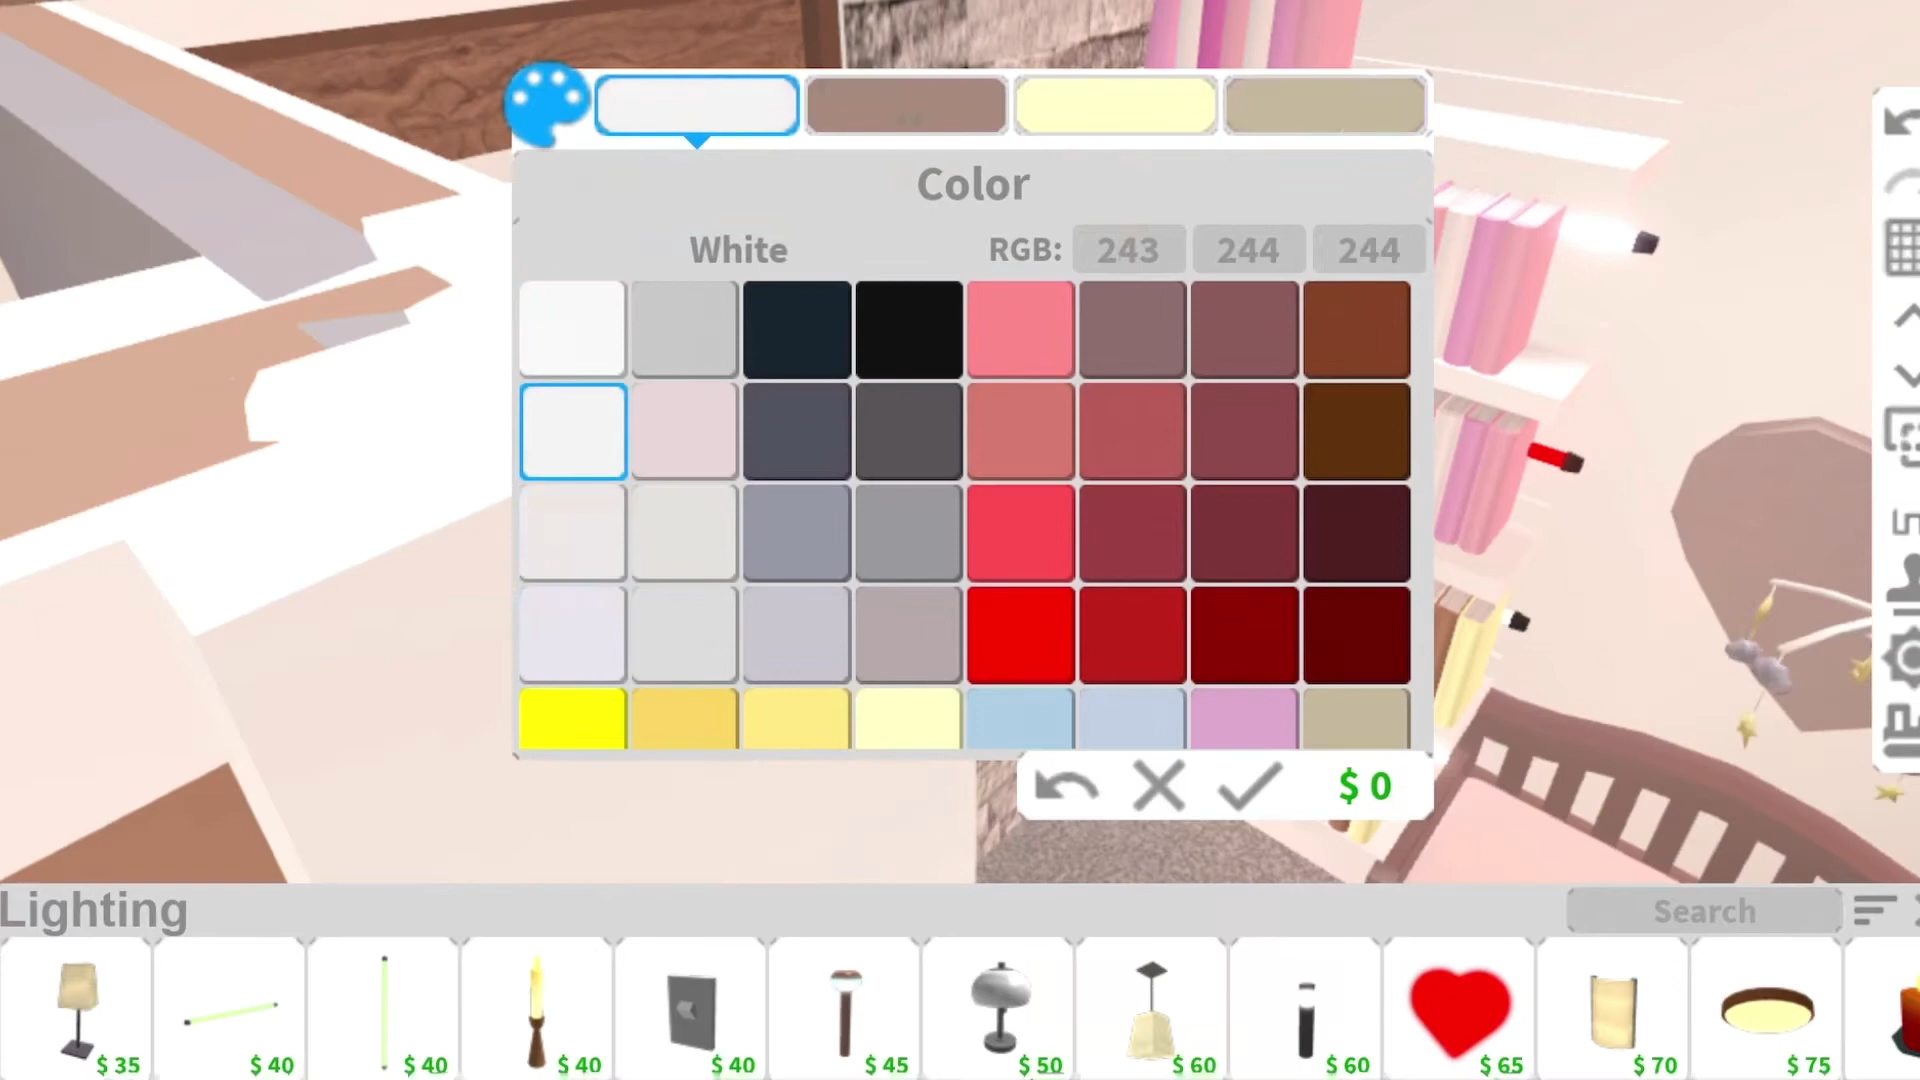 Color
White RGB: 243 244 244
$ 0
Lighting Search
$ 35 $ 40 $ 40 $ 40 $ 40 $ 45 $ 50 $ 60 $ 60 $ 65 $ 70 $ 75